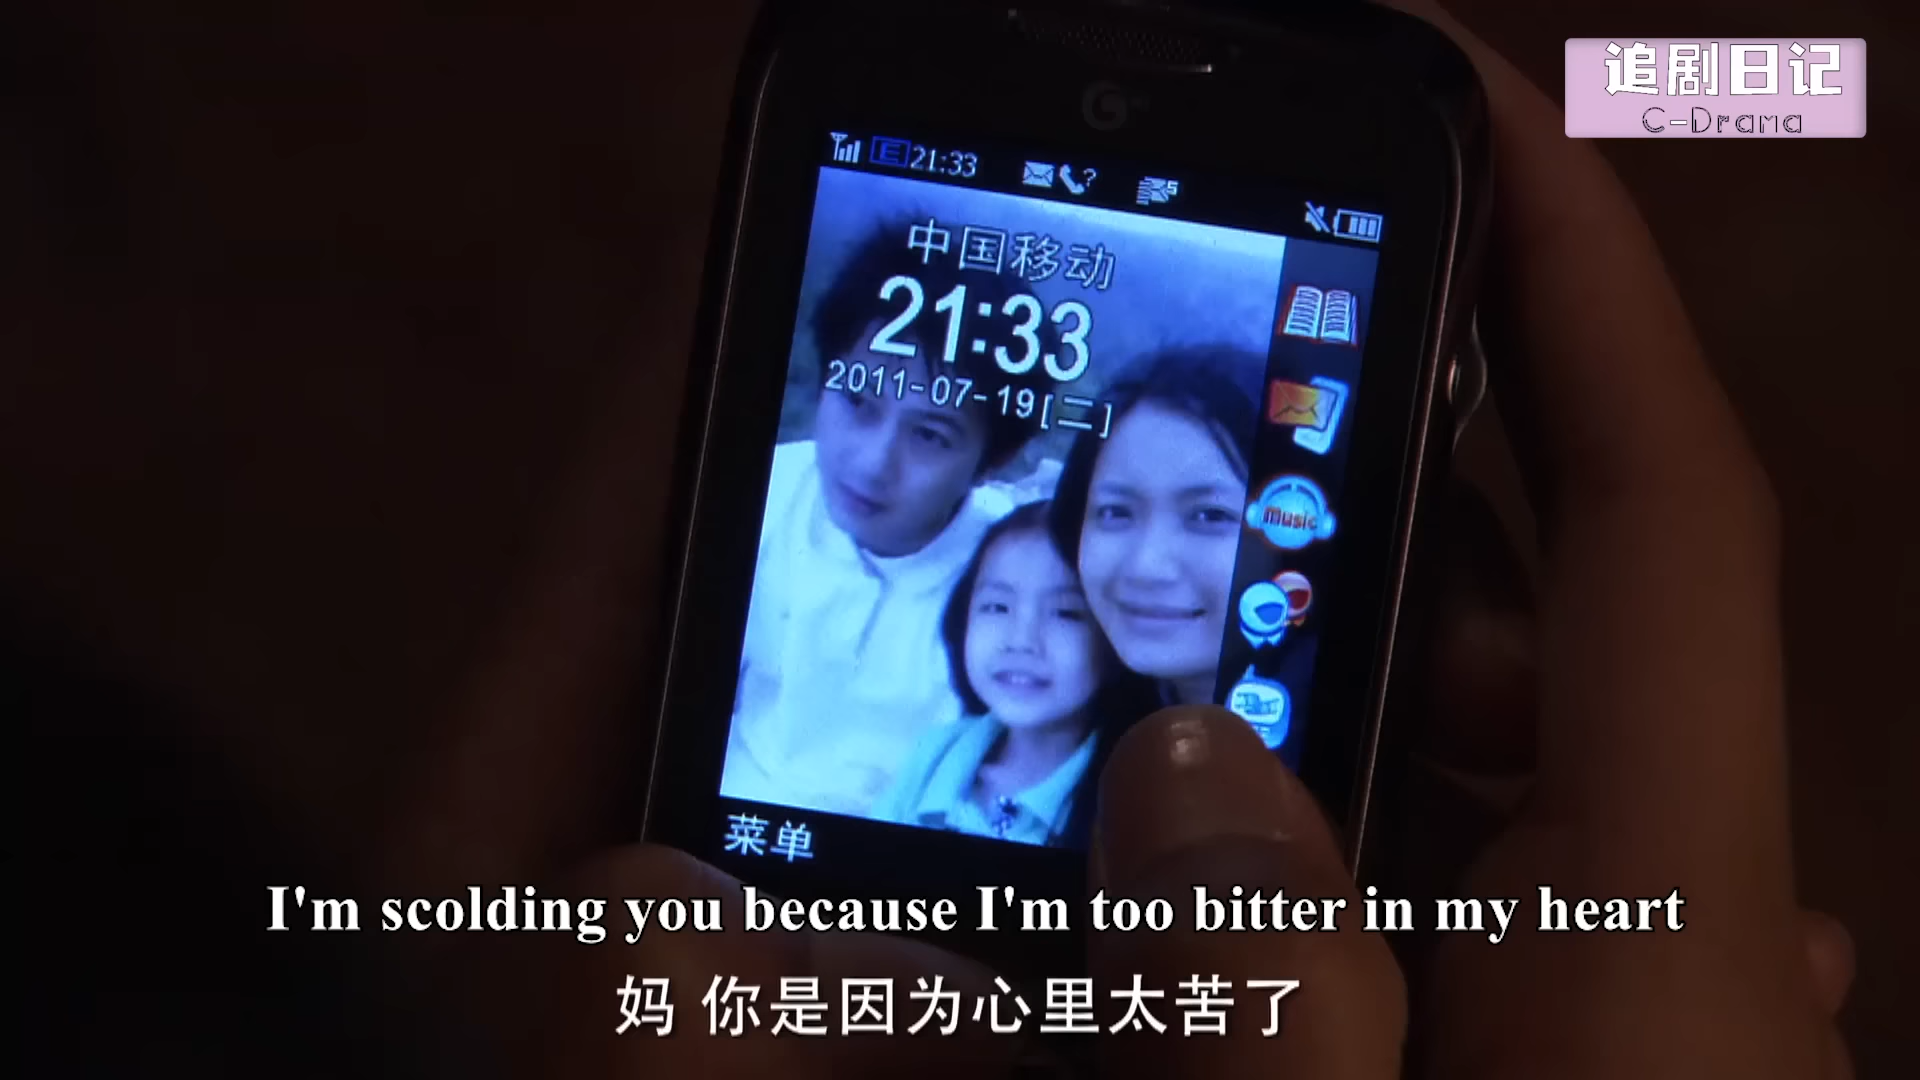 追剧日记
C-Drama
21:33
中国移动
21:33
2011-07-19[二]
music
菜单
I'm scolding you because I'm too bitter in my heart
妈 你是因为心里太苦了